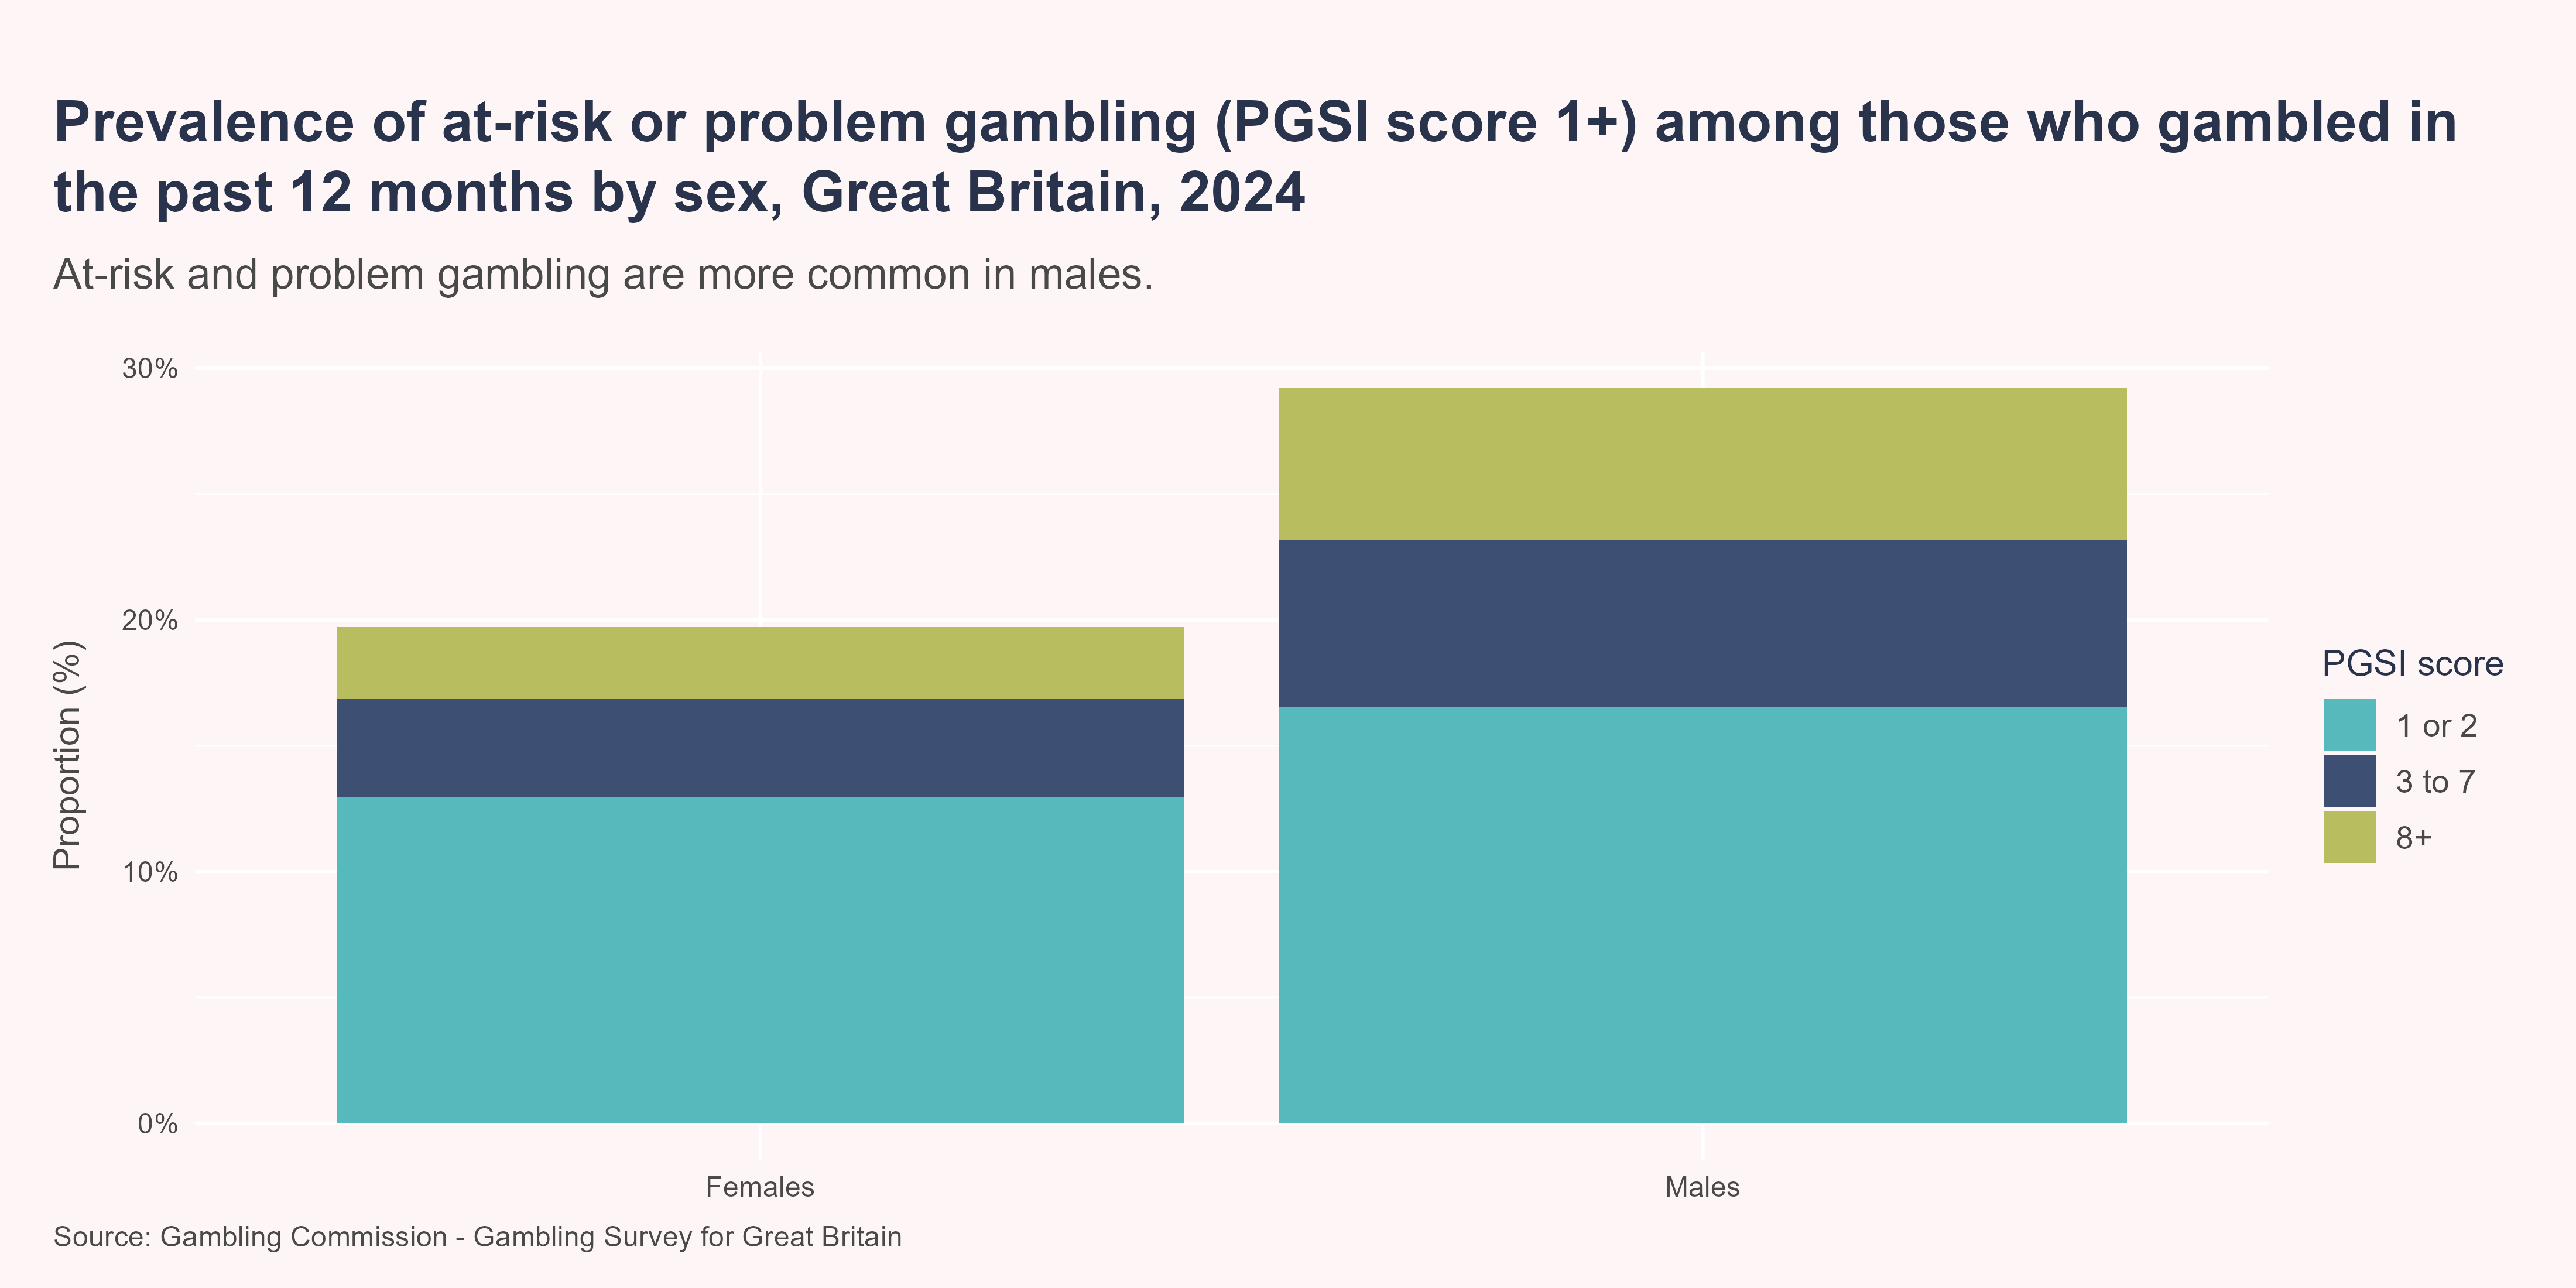 Prevalence of at-risk or problem gambling (PGSI score 1+) among those who gambled in
the past 12 months by sex, Great Britain, 2024
At-risk and problem gambling are more common in males.
30%
20%
10%
0%
Proportion (%)
Females
Males
PGSI score
1 or 2
3 to 7
8+
Source: Gambling Commission - Gambling Survey for Great Britain